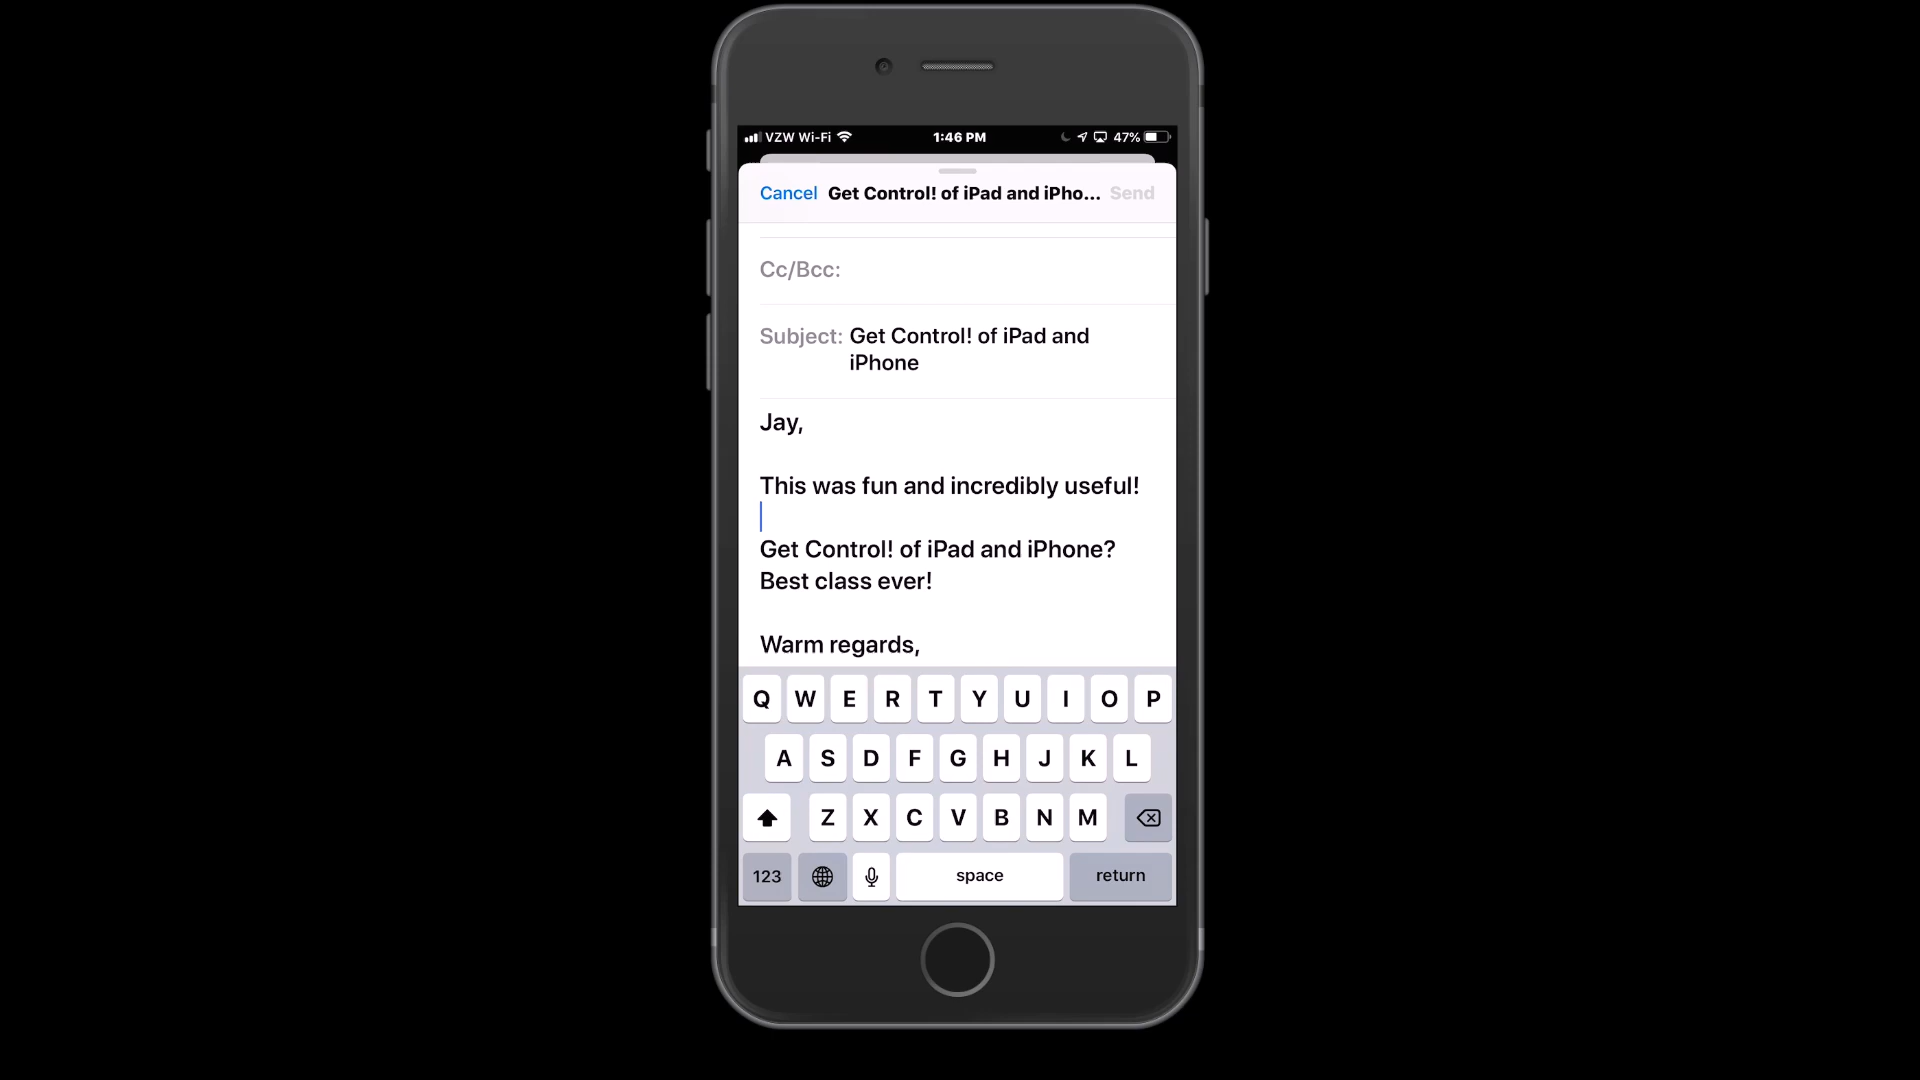 VZW Wi-Fi 1:46 PM 47%
Cancel Get Control! of iPad and iPho... Send
Cc/Bcc:
Subject: Get Control! of iPad and
iPhone
Jay,
This was fun and incredibly useful!
Get Control! of iPad and iPhone?
Best class ever!
Warm regards,
Q W E R T Y U I O P
A S D F G H J K L
Z X C V B N M
123 space return